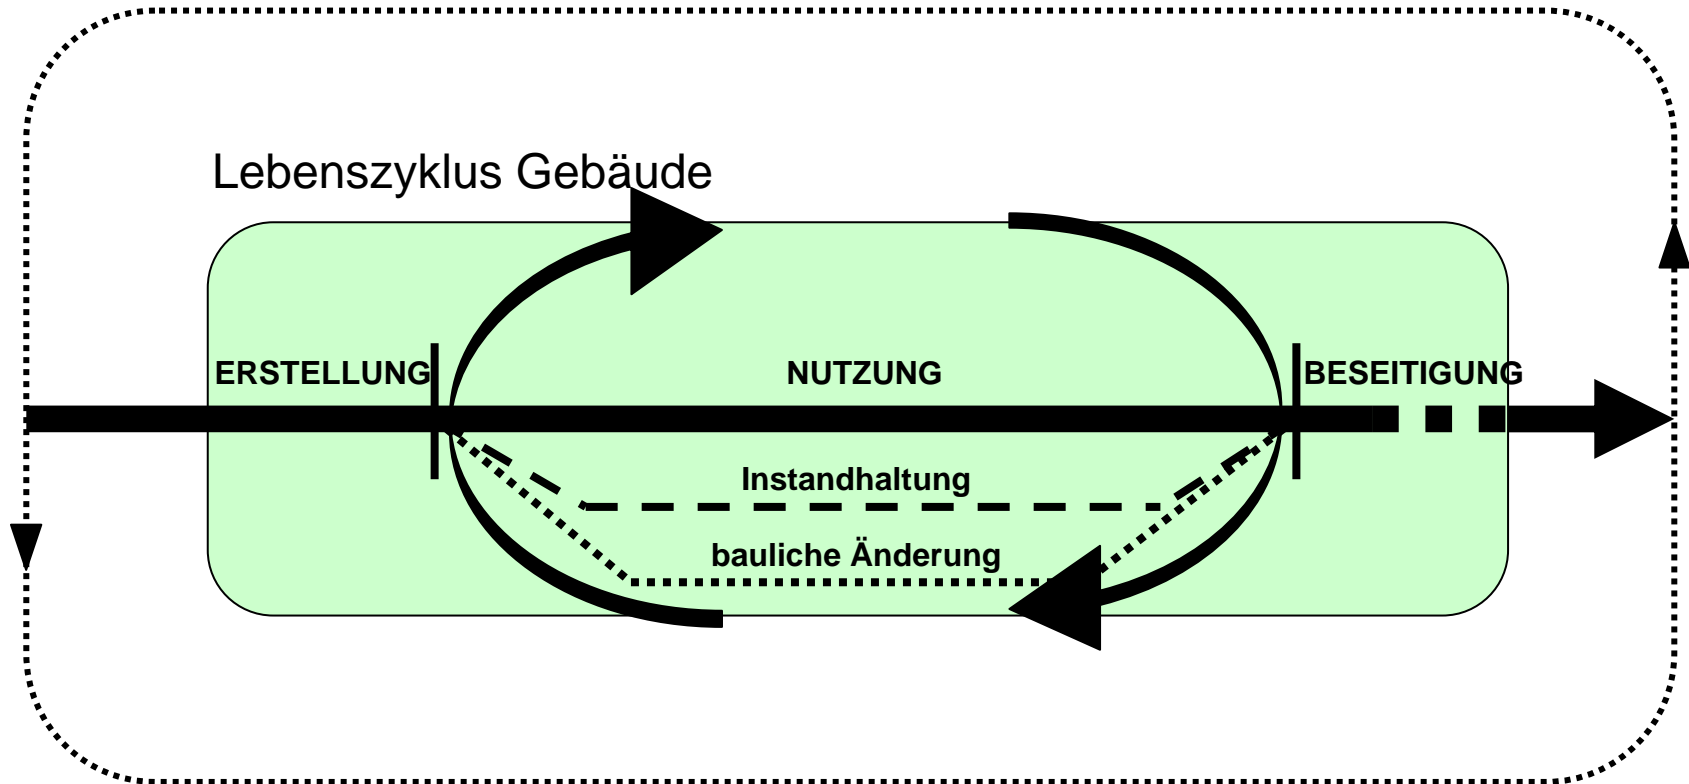 Lebenszyklus Gebäude
ERSTELLUNG
NUTZUNG
BESEITIGUNG
Instandhaltung
bauliche Änderung